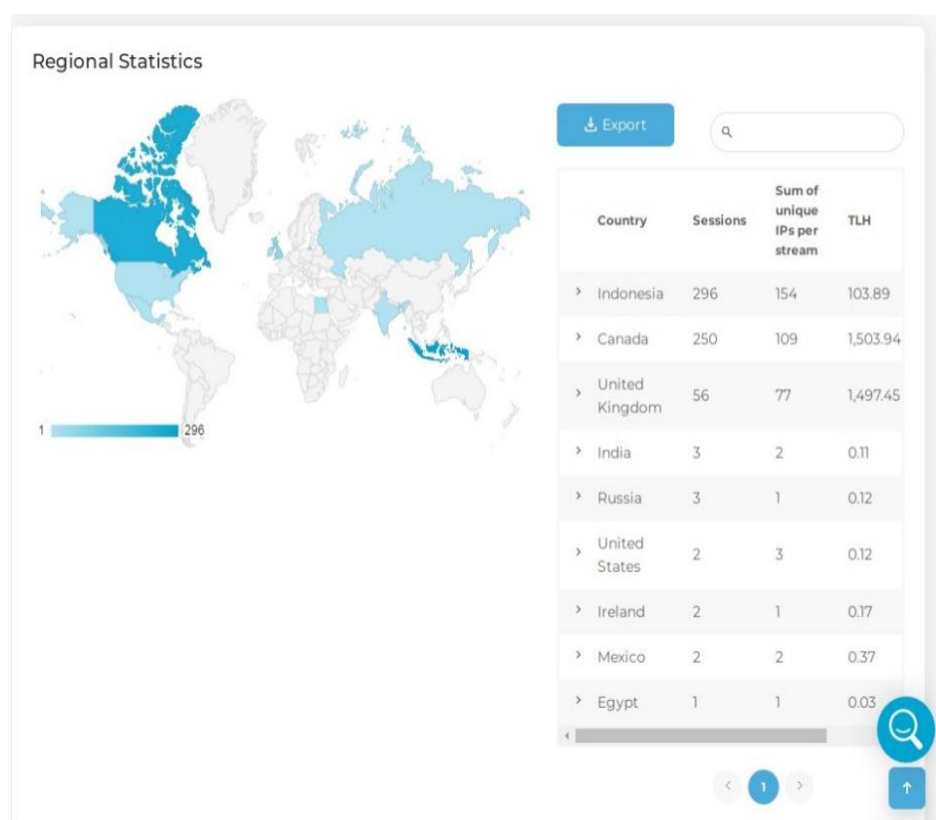 Regional Statistics
Export
Country Sessions Sum of unique IPs per stream TLH
Indonesia 296 154 103.89
Canada 250 109 1,503.94
United Kingdom 56 77 1,497.45
India 3 2 0.11
Russia 3 1 0.12
United States 2 3 0.12
Ireland 2 1 0.17
Mexico 2 2 0.37
Egypt 1 1 0.03
1 296
1